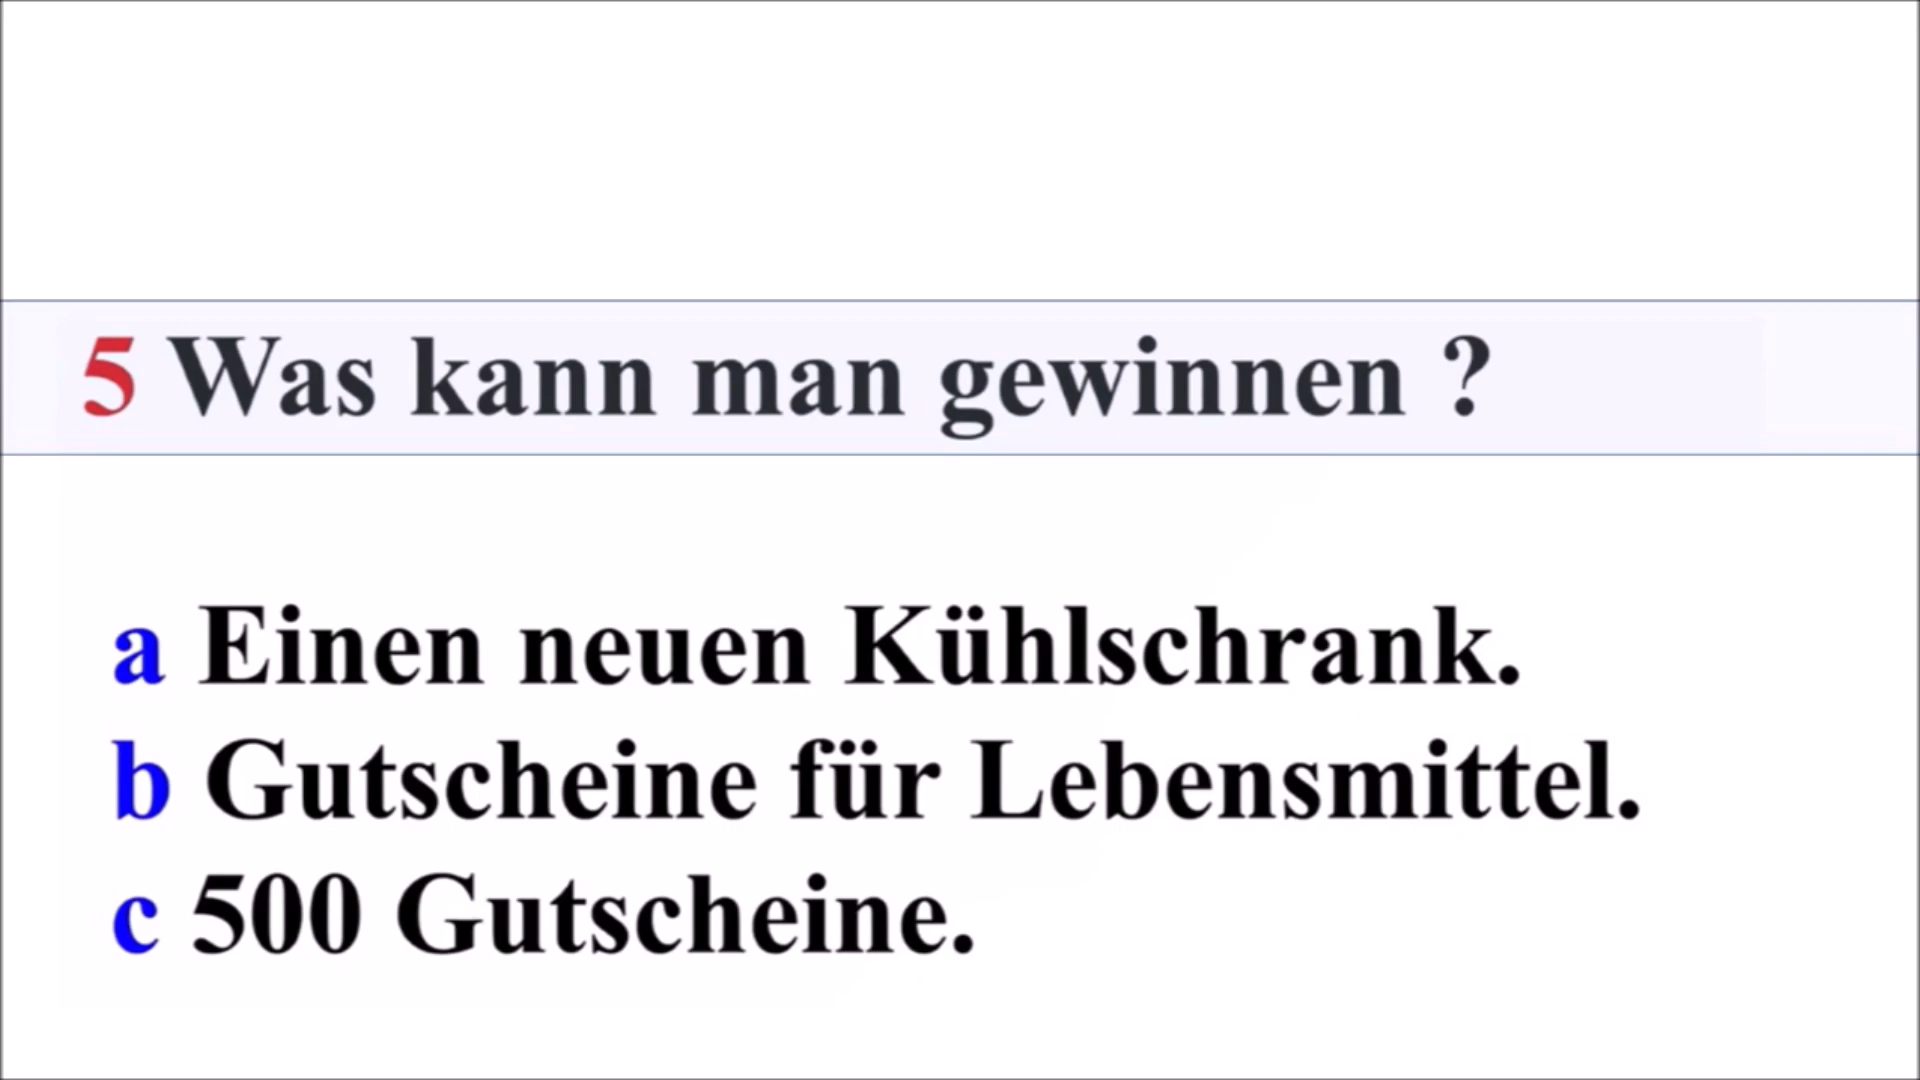 5 Was kann man gewinnen ?
a Einen neuen Kühlschrank.
b Gutscheine für Lebensmittel.
c 500 Gutscheine.